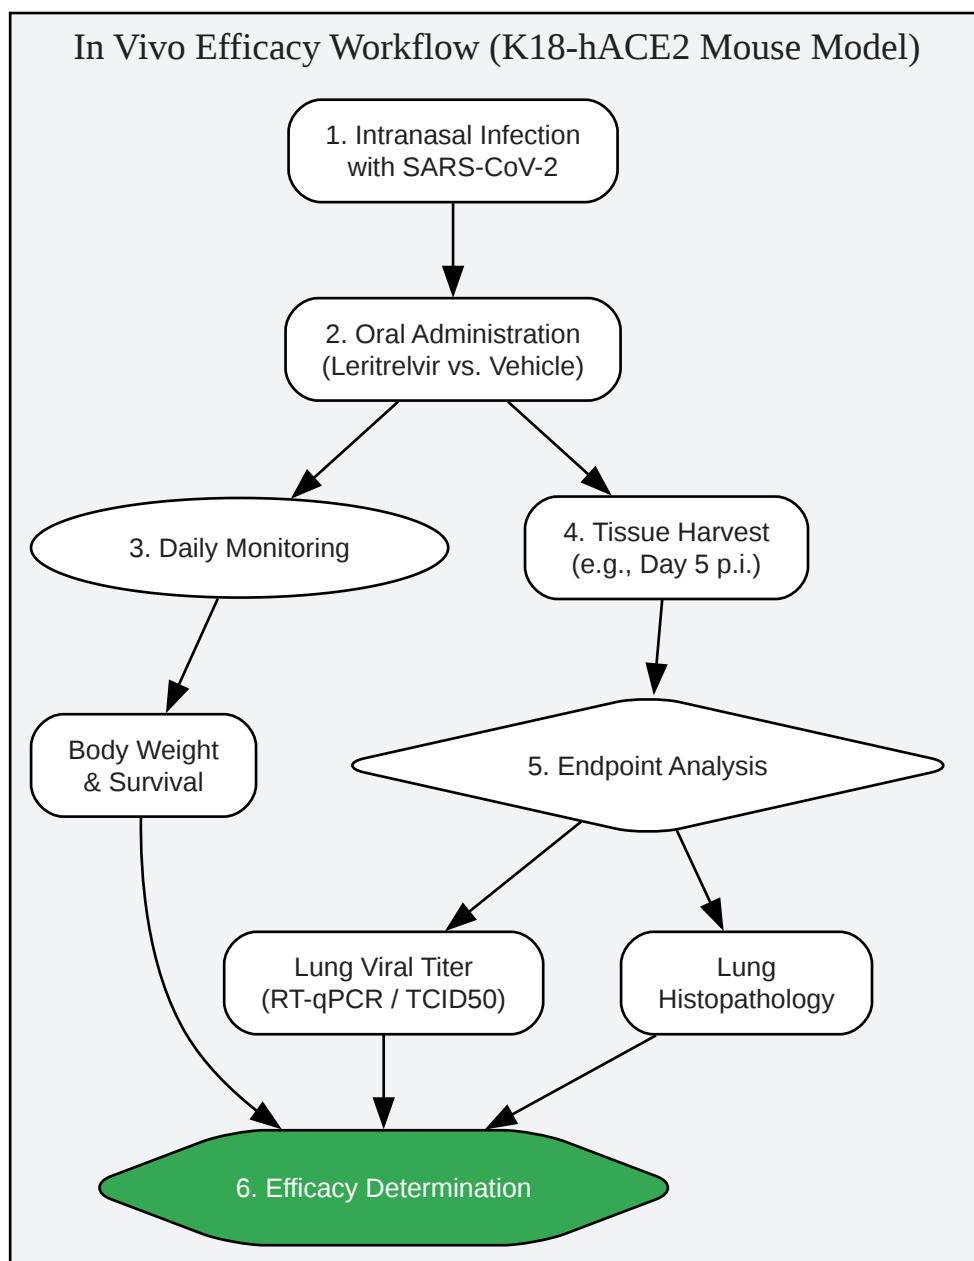 In Vivo Efficacy Workflow (K18-hACE2 Mouse Model)
1. Intranasal Infection
with SARS-CoV-2
2. Oral Administration
(Leritrelvir vs. Vehicle)
3. Daily Monitoring
4. Tissue Harvest
(e.g., Day 5 p.i.)
Body Weight
& Survival
5. Endpoint Analysis
Lung Viral Titer
(RT-qPCR / TCID50)
Lung
Histopathology
6. Efficacy Determination